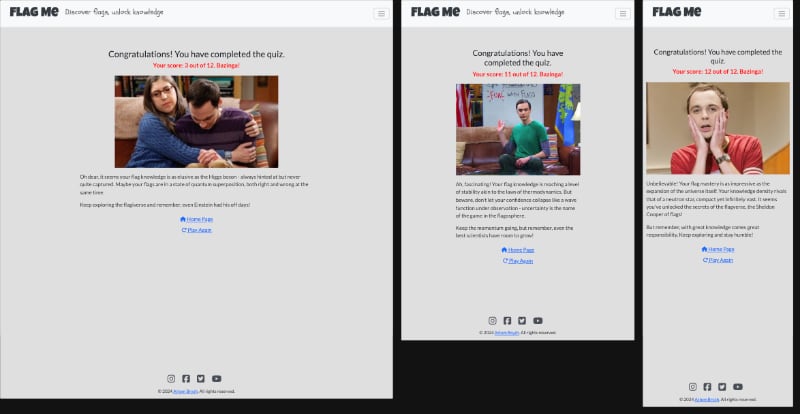 FLAG ME Discover flags, unlock knowledge
Congratulations! You have completed the quiz.
Your score: 3 out of 12. Bazinga!
Oh dear, it seems your flag knowledge is as elusive as the Higgs boson - always hinted at but never
quite captured. Maybe your flags are in a state of quantum superposition, both right and wrong at the
same time.
Keep exploring the flagiverse and remember, even Einstein had his off days!
Home Page
Play Again
© 2024 All rights reserved.
FLAG ME Discover flags, unlock knowledge
Congratulations! You have
completed the quiz.
Your score: 11 out of 12. Bazinga!
FUN with Flags
Ah, fascinating! Your flag knowledge is reaching a level
of stability akin to the laws of thermodynamics. But
beware, don't let your confidence collapse like a wave
function under observation - uncertainty is the name
of the game in the flagosphere.
Keep the momentum going, but remember, even the
best scientists have room to grow!
Home Page
Play Again
© 2024 All rights reserved.
FLAG ME
Congratulations! You have completed the
quiz.
Your score: 12 out of 12. Bazinga!
Unbelievable! Your flag mastery is as impressive as the
expansion of the universe itself. Your knowledge density rivals
that of a neutron star, compact yet infinitely vast. It seems
you've unlocked the secrets of the flagverse, the Sheldon
Cooper of flags!
But remember, with great knowledge comes great
responsibility. Keep exploring and stay humble!
Home Page
Play Again
© 2024 All rights reserved.